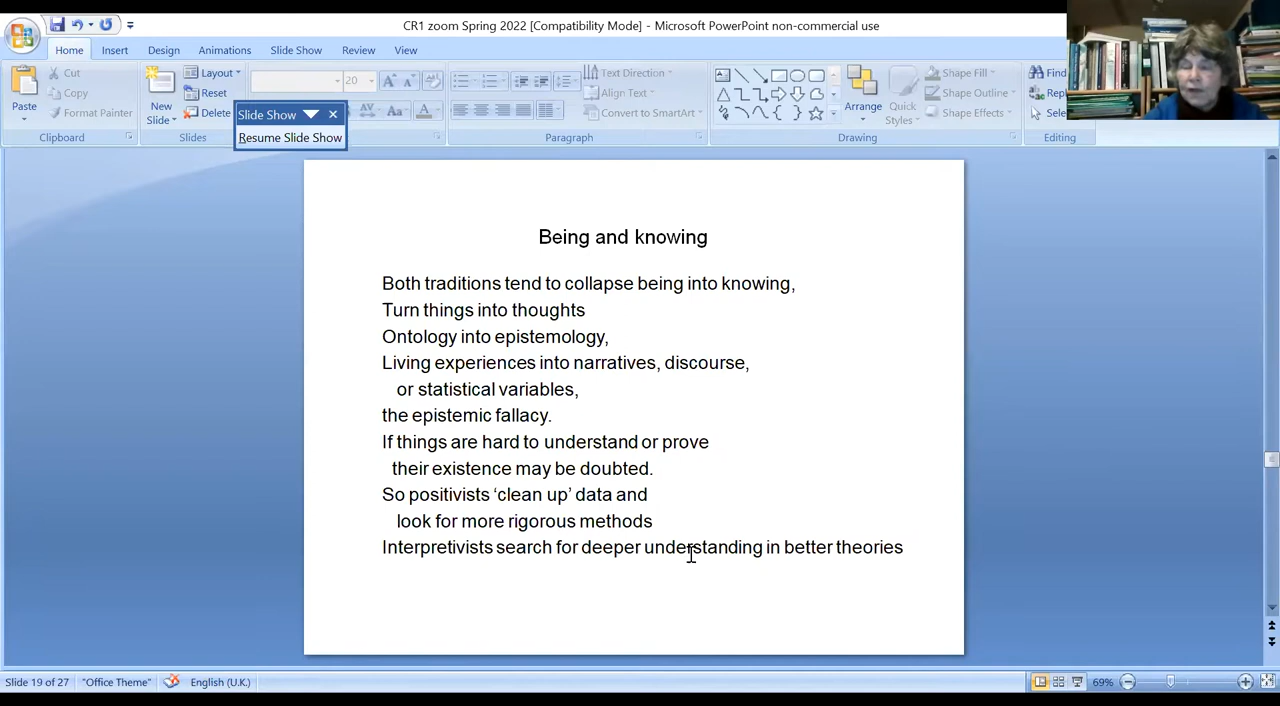 CR1 zoom Spring 2022 [Compatibility Mode] - Microsoft PowerPoint non-commercial use
Home Insert Design Animations Slide Show Review View
Paste
Cut
Copy
Format Painter
Clipboard
New Slide
Layout
Reset
Delete
Slides
Slide Show
Resume Slide Show
20
Aa
A
Paragraph
Text Direction
Align Text
Convert to SmartArt
Arrange
Quick Styles
Shape Fill
Shape Outline
Shape Effects
Drawing
Find
Editing
Being and knowing
Both traditions tend to collapse being into knowing,
Turn things into thoughts
Ontology into epistemology,
Living experiences into narratives, discourse,
or statistical variables,
the epistemic fallacy.
If things are hard to understand or prove
their existence may be doubted.
So positivists ‘clean up’ data and
look for more rigorous methods
Interpretivists search for deeper understanding in better theories
Slide 19 of 27 "Office Theme" English (U.K.) 69%